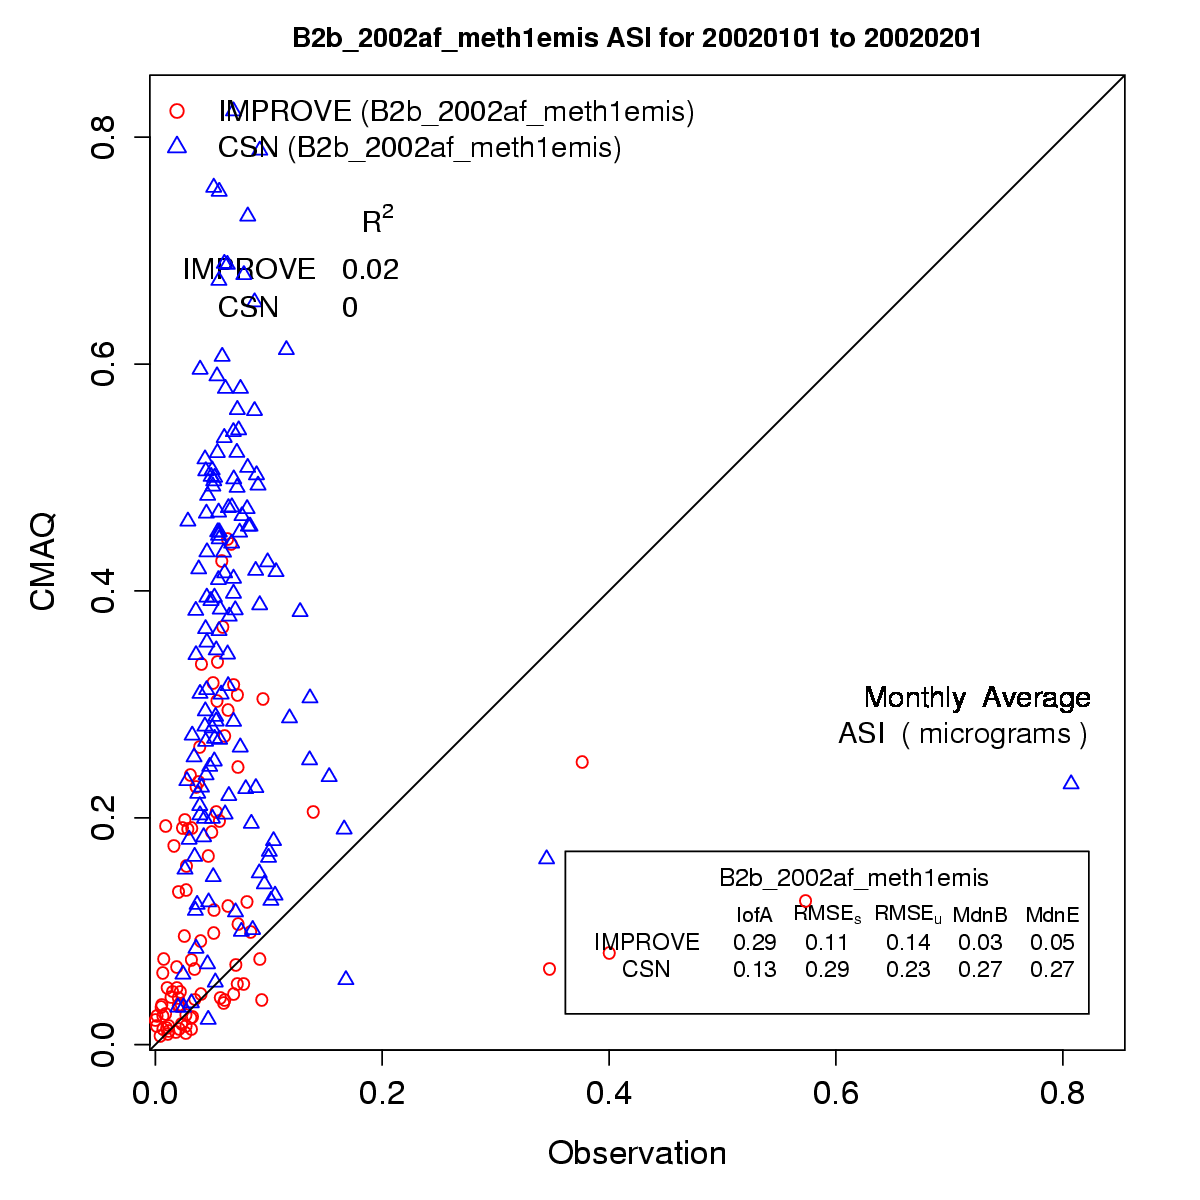 B2b_2002af_meth1emis ASI for 20020101 to 20020201
IMPROVE (B2b_2002af_meth1emis)
CSN (B2b_2002af_meth1emis)
R2
IMPROVE 0.02
CSN 0
CMAQ
0.0 0.2 0.4 0.6 0.8
Monthly Average
ASI ( micrograms )
B2b_2002af_meth1emis
IofA RMSEs RMSEu MdnB MdnE
IMPROVE 0.29 0.11 0.14 0.03 0.05
CSN 0.13 0.29 0.23 0.27 0.27
0.0 0.2 0.4 0.6 0.8
Observation